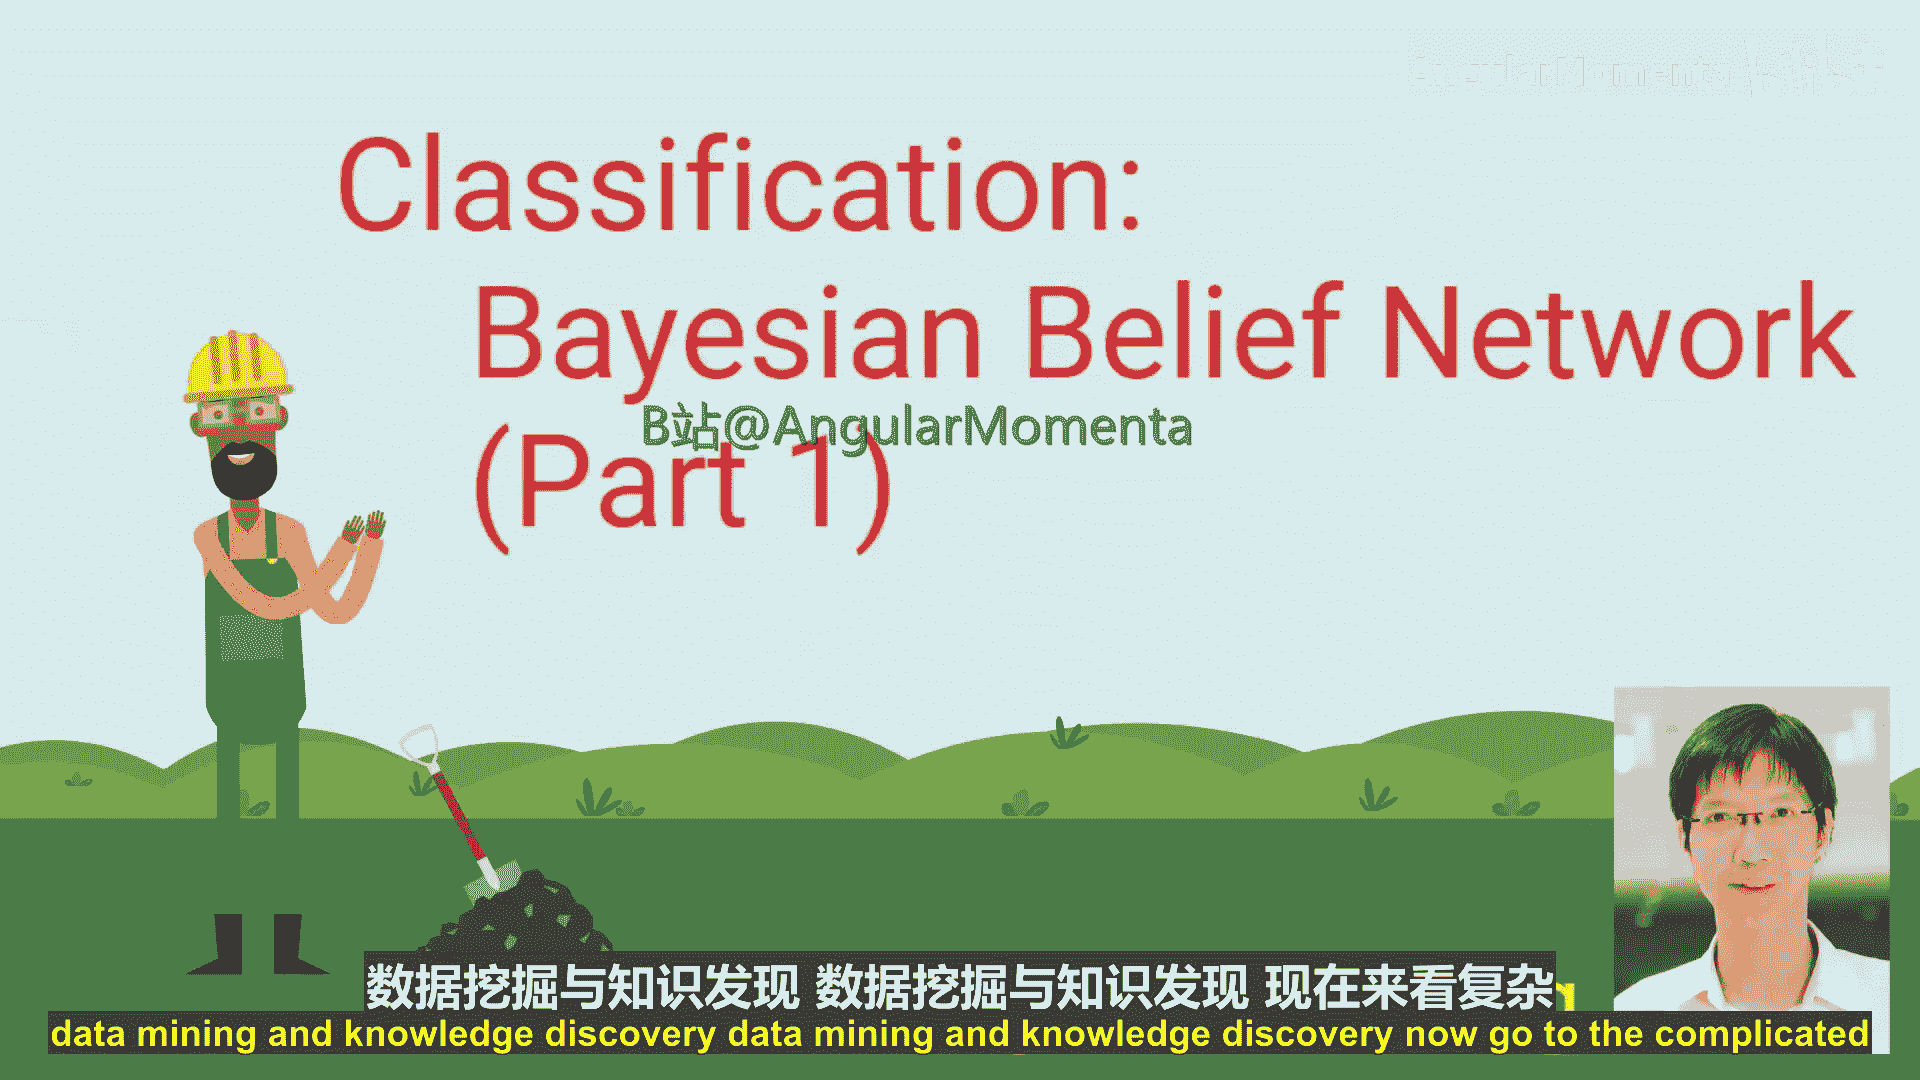 AngularMomenta
Classification:
Bayesian Belief Network
B站@AngularMomenta
(Part 1)
数据挖掘与知识发现 数据挖掘与知识发现 现在来看复杂
data mining and knowledge discovery data mining and knowledge discovery now go to the complicated